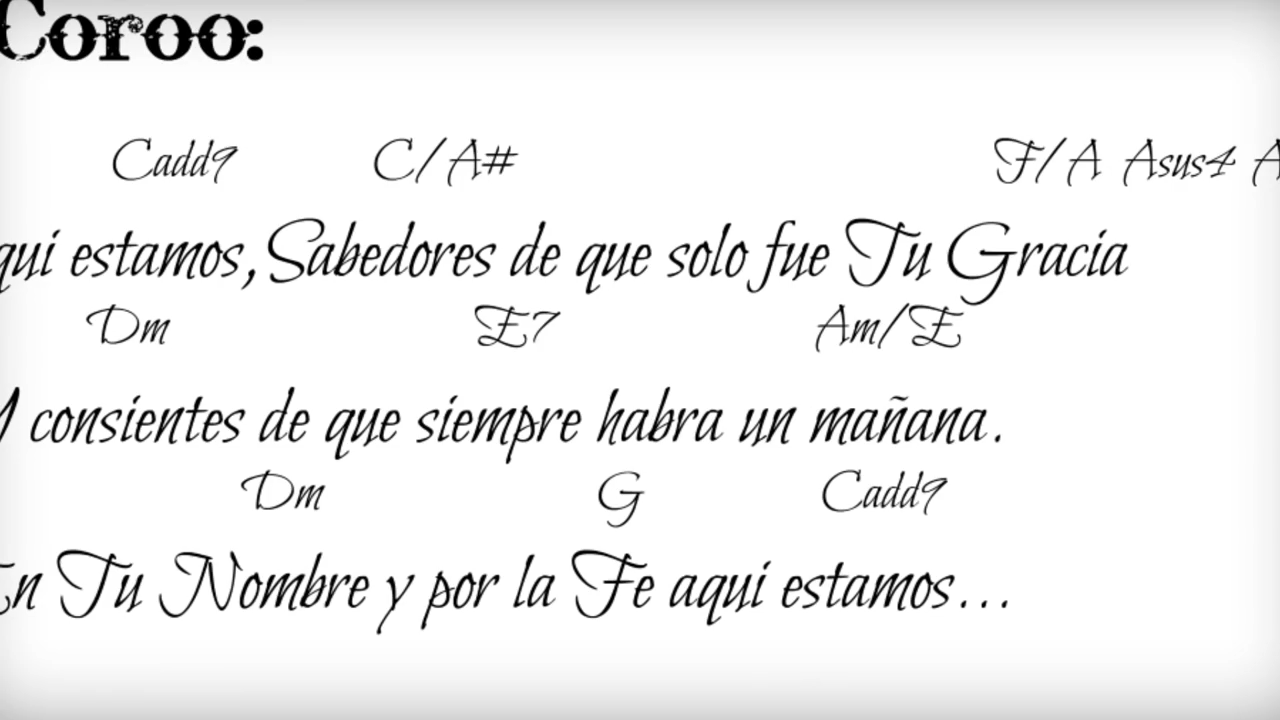 Coroo:
Cadd9 C/A# F/A Asus4 A
qui estamos, Sabedores de que solo fue Tu Gracia
Dm E7 Am/E
Y consientes de que siempre habra un mañana.
Dm G Cadd9
En Tu Nombre y por la Fe aqui estamos...